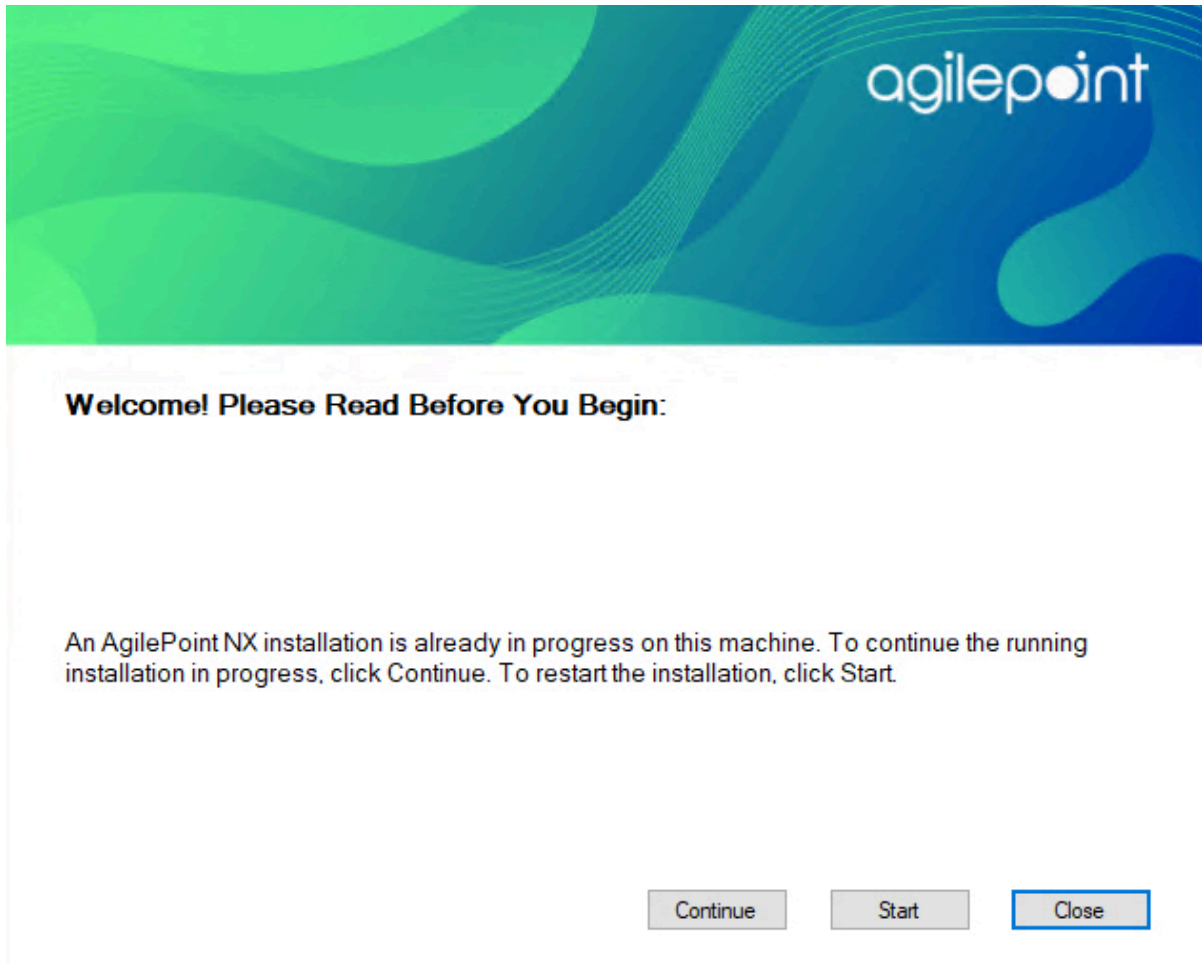 agilepoint
Welcome! Please Read Before You Begin:
An AgilePoint NX installation is already in progress on this machine. To continue the running
installation in progress, click Continue. To restart the installation, click Start.
Continue Start Close